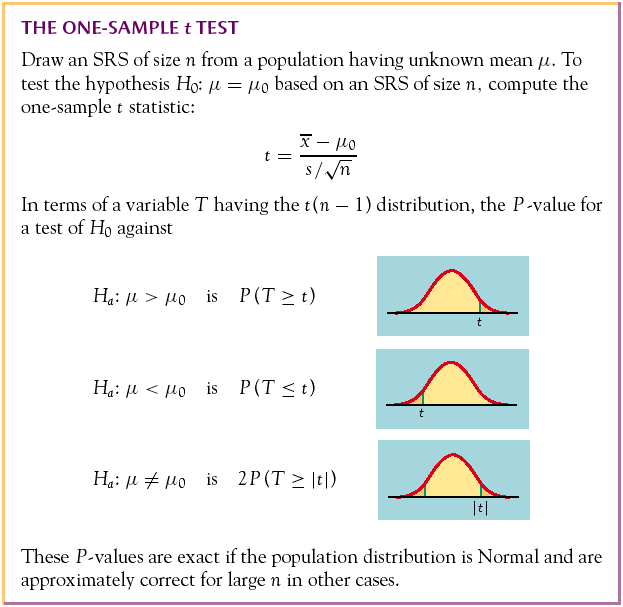 THE ONE-SAMPLE t TEST
Draw an SRS of size n from a population having unknown mean μ. To
test the hypothesis H₀: μ = μ₀ based on an SRS of size n, compute the
one-sample t statistic:
t = (x̅ − μ₀) / (s/√n)
In terms of a variable T having the t(n − 1) distribution, the P-value for
a test of H₀ against
Hₐ: μ > μ₀ is P(T ≥ t)
t
Hₐ: μ < μ₀ is P(T ≤ t)
t
Hₐ: μ ≠ μ₀ is 2P(T ≥ |t|)
|t|
These P-values are exact if the population distribution is Normal and are
approximately correct for large n in other cases.